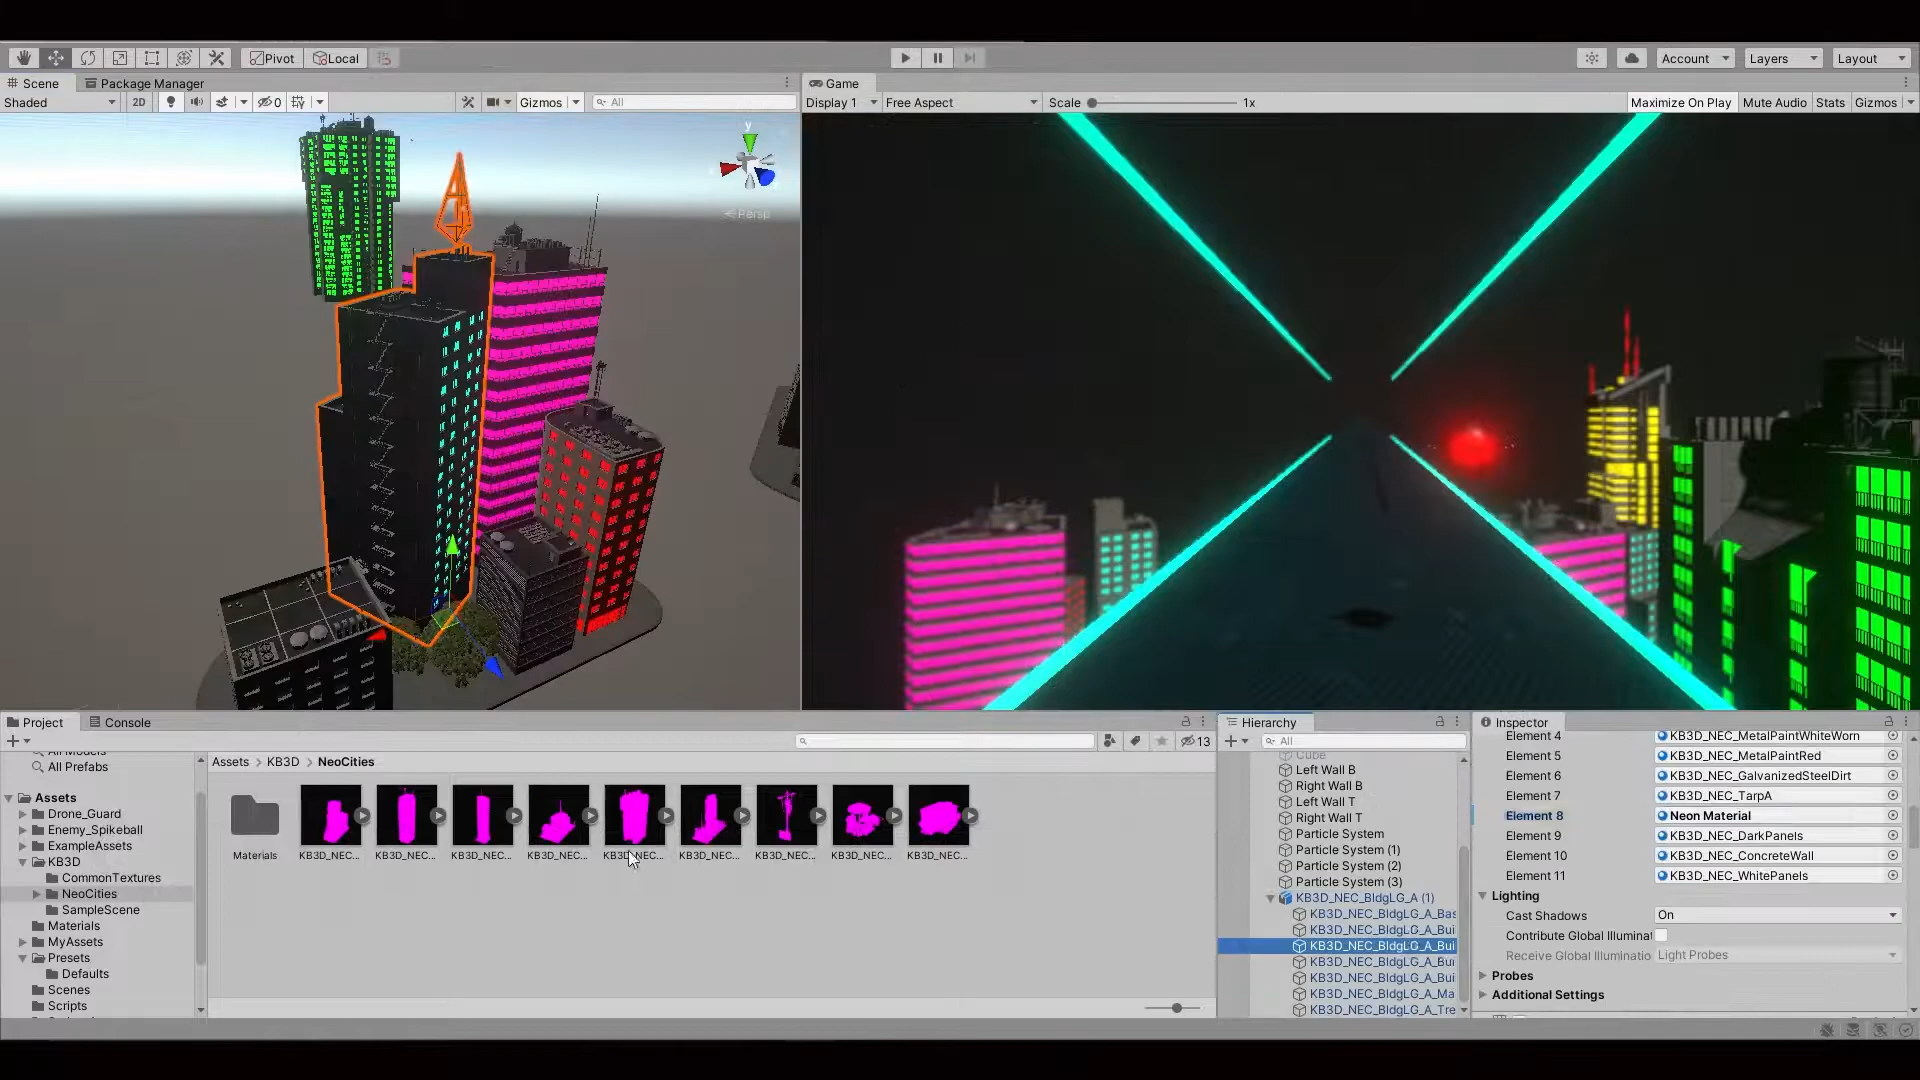 Pivot Local Account Layers Layout
Scene Package Manager Game
Shaded 2D 0 Gizmos All Display 1 Free Aspect Scale 1x Maximize On Play Mute Audio Stats Gizmos
y
Persp
Project Console
13
All Prefabs
Assets
Drone_Guard
Enemy_Spikeball
ExampleAssets
KB3D
CommonTextures
NeoCities
SampleScene
Materials
MyAssets
Presets
Defaults
Scenes
Scripts
Assets > KB3D > NeoCities
Materials KB3D_NEC... KB3D_NEC... KB3D_NEC... KB3D_NEC... KB3D_NEC... KB3D_NEC... KB3D_NEC... KB3D_NEC... KB3D_NEC...
Hierarchy
All
Cube
Left Wall B
Right Wall B
Left Wall T
Right Wall T
Particle System
Particle System (1)
Particle System (2)
Particle System (3)
KB3D_NEC_BldgLG_A (1)
KB3D_NEC_BldgLG_A_Bas
KB3D_NEC_BldgLG_A_Bui
KB3D_NEC_BldgLG_A_Bui
KB3D_NEC_BldgLG_A_Bui
KB3D_NEC_BldgLG_A_Bui
KB3D_NEC_BldgLG_A_Ma
KB3D_NEC_BldgLG_A_Tre
Inspector
Element 4 KB3D_NEC_MetalPaintWhiteWorn
Element 5 KB3D_NEC_MetalPaintRed
Element 6 KB3D_NEC_GalvanizedSteelDirt
Element 7 KB3D_NEC_TarpA
Element 8 Neon Material
Element 9 KB3D_NEC_DarkPanels
Element 10 KB3D_NEC_ConcreteWall
Element 11 KB3D_NEC_WhitePanels
Lighting
Cast Shadows On
Contribute Global Illuminat
Receive Global Illuminatio Light Probes
Probes
Additional Settings